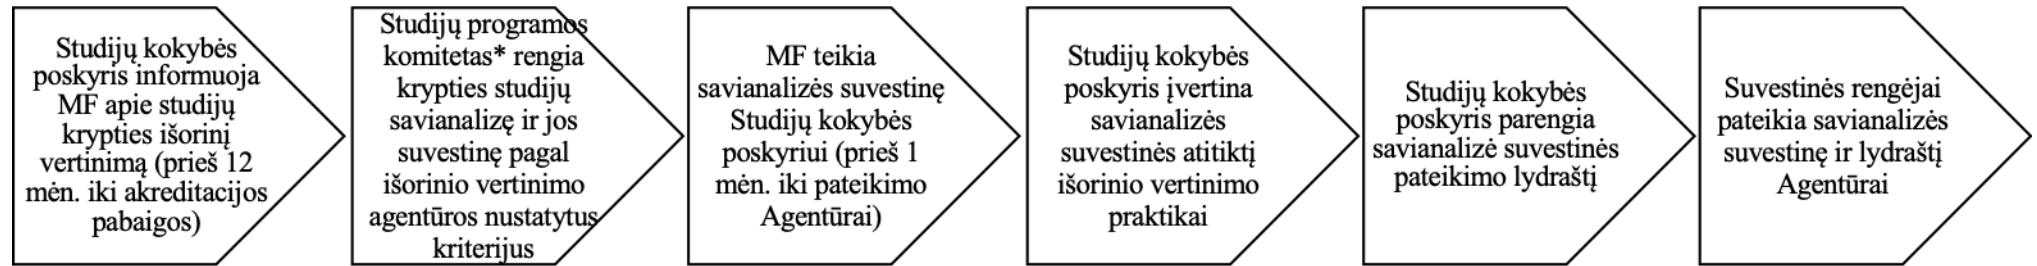 Studijų kokybės
poskyris informuoja
MF apie studijų
krypties išorinį
vertinimą (prieš 12
mėn. iki akreditacijos
pabaigos)
Studijų programos
komitetas* rengia
krypties studijų
savianalizę ir jos
suvestinę pagal
išorinio vertinimo
agentūros nustatytus
kriterijus
MF teikia
savianalizės suvestinę
Studijų kokybės
poskyriui (prieš 1
mėn. iki pateikimo
Agentūrai)
Studijų kokybės
poskyris įvertina
savianalizės
suvestinės atitiktį
išorinio vertinimo
praktikai
Studijų kokybės
poskyris parengia
savianalizė suvestinės
pateikimo lydraštį
Suvestinės rengėjai
pateikia savianalizės
suvestinę ir lydraštį
Agentūrai